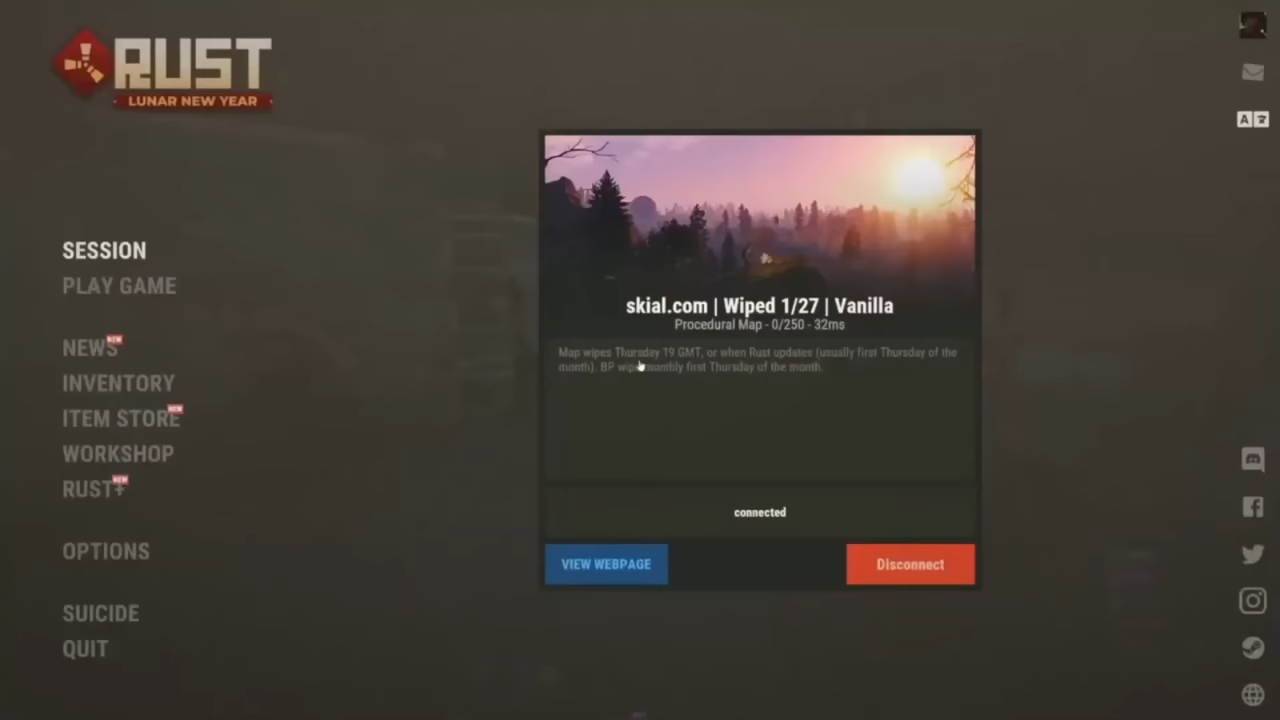 RUST
LUNAR NEW YEAR
SESSION
PLAY GAME
NEWS NEW
INVENTORY
ITEM STORE NEW
WORKSHOP
RUST+ NEW
OPTIONS
SUICIDE
QUIT
skial.com | Wiped 1/27 | Vanilla
Procedural Map - 0/250 - 32ms
Map wipes Thursday 19 GMT, or when Rust updates (usually first Thursday of the
month). BP wipe monthly first Thursday of the month.
connected
VIEW WEBPAGE
Disconnect
A